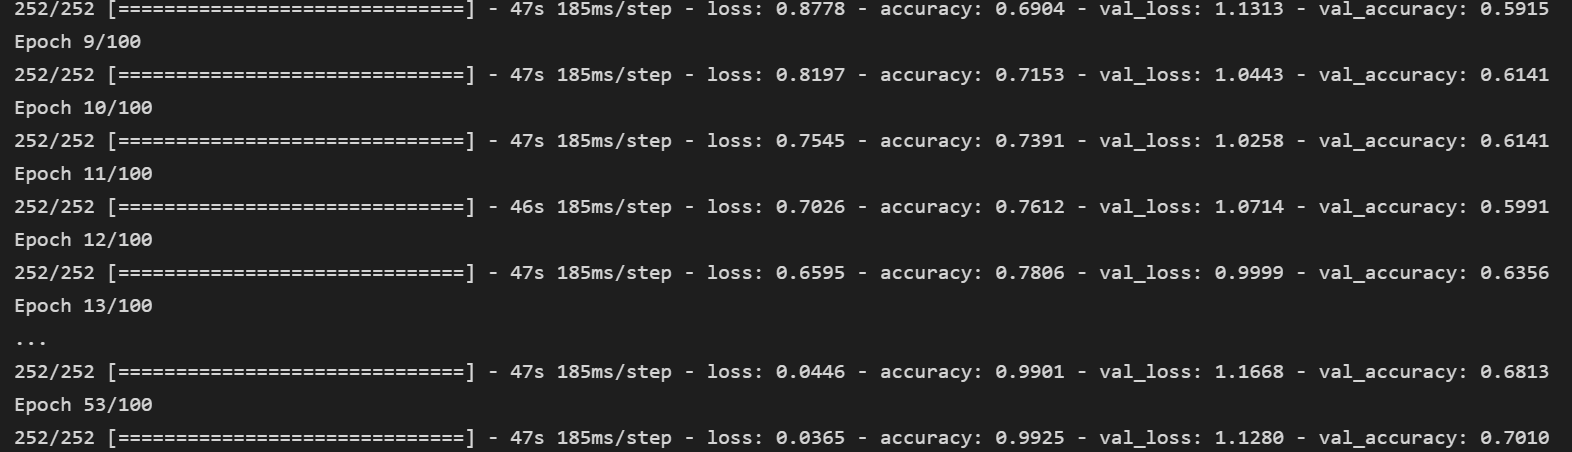 252/252 [==============================] - 47s 185ms/step - loss: 0.8778 - accuracy: 0.6904 - val_loss: 1.1313 - val_accuracy: 0.5915
Epoch 9/100
252/252 [==============================] - 47s 185ms/step - loss: 0.8197 - accuracy: 0.7153 - val_loss: 1.0443 - val_accuracy: 0.6141
Epoch 10/100
252/252 [==============================] - 47s 185ms/step - loss: 0.7545 - accuracy: 0.7391 - val_loss: 1.0258 - val_accuracy: 0.6141
Epoch 11/100
252/252 [==============================] - 46s 185ms/step - loss: 0.7026 - accuracy: 0.7612 - val_loss: 1.0714 - val_accuracy: 0.5991
Epoch 12/100
252/252 [==============================] - 47s 185ms/step - loss: 0.6595 - accuracy: 0.7806 - val_loss: 0.9999 - val_accuracy: 0.6356
Epoch 13/100
...
252/252 [==============================] - 47s 185ms/step - loss: 0.0446 - accuracy: 0.9901 - val_loss: 1.1668 - val_accuracy: 0.6813
Epoch 53/100
252/252 [==============================] - 47s 185ms/step - loss: 0.0365 - accuracy: 0.9925 - val_loss: 1.1280 - val_accuracy: 0.7010